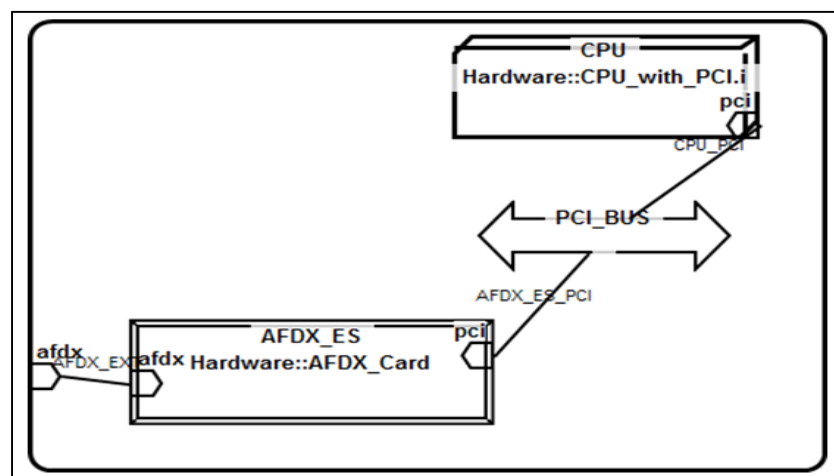 CPU
Hardware::CPU_with_PCI.i
pci
CPU_PCI
PCI_BUS
AFDX_ES_PCI
AFDX_ES
pci
Hardware::AFDX_Card
afdx
AFDX_EX
afdx